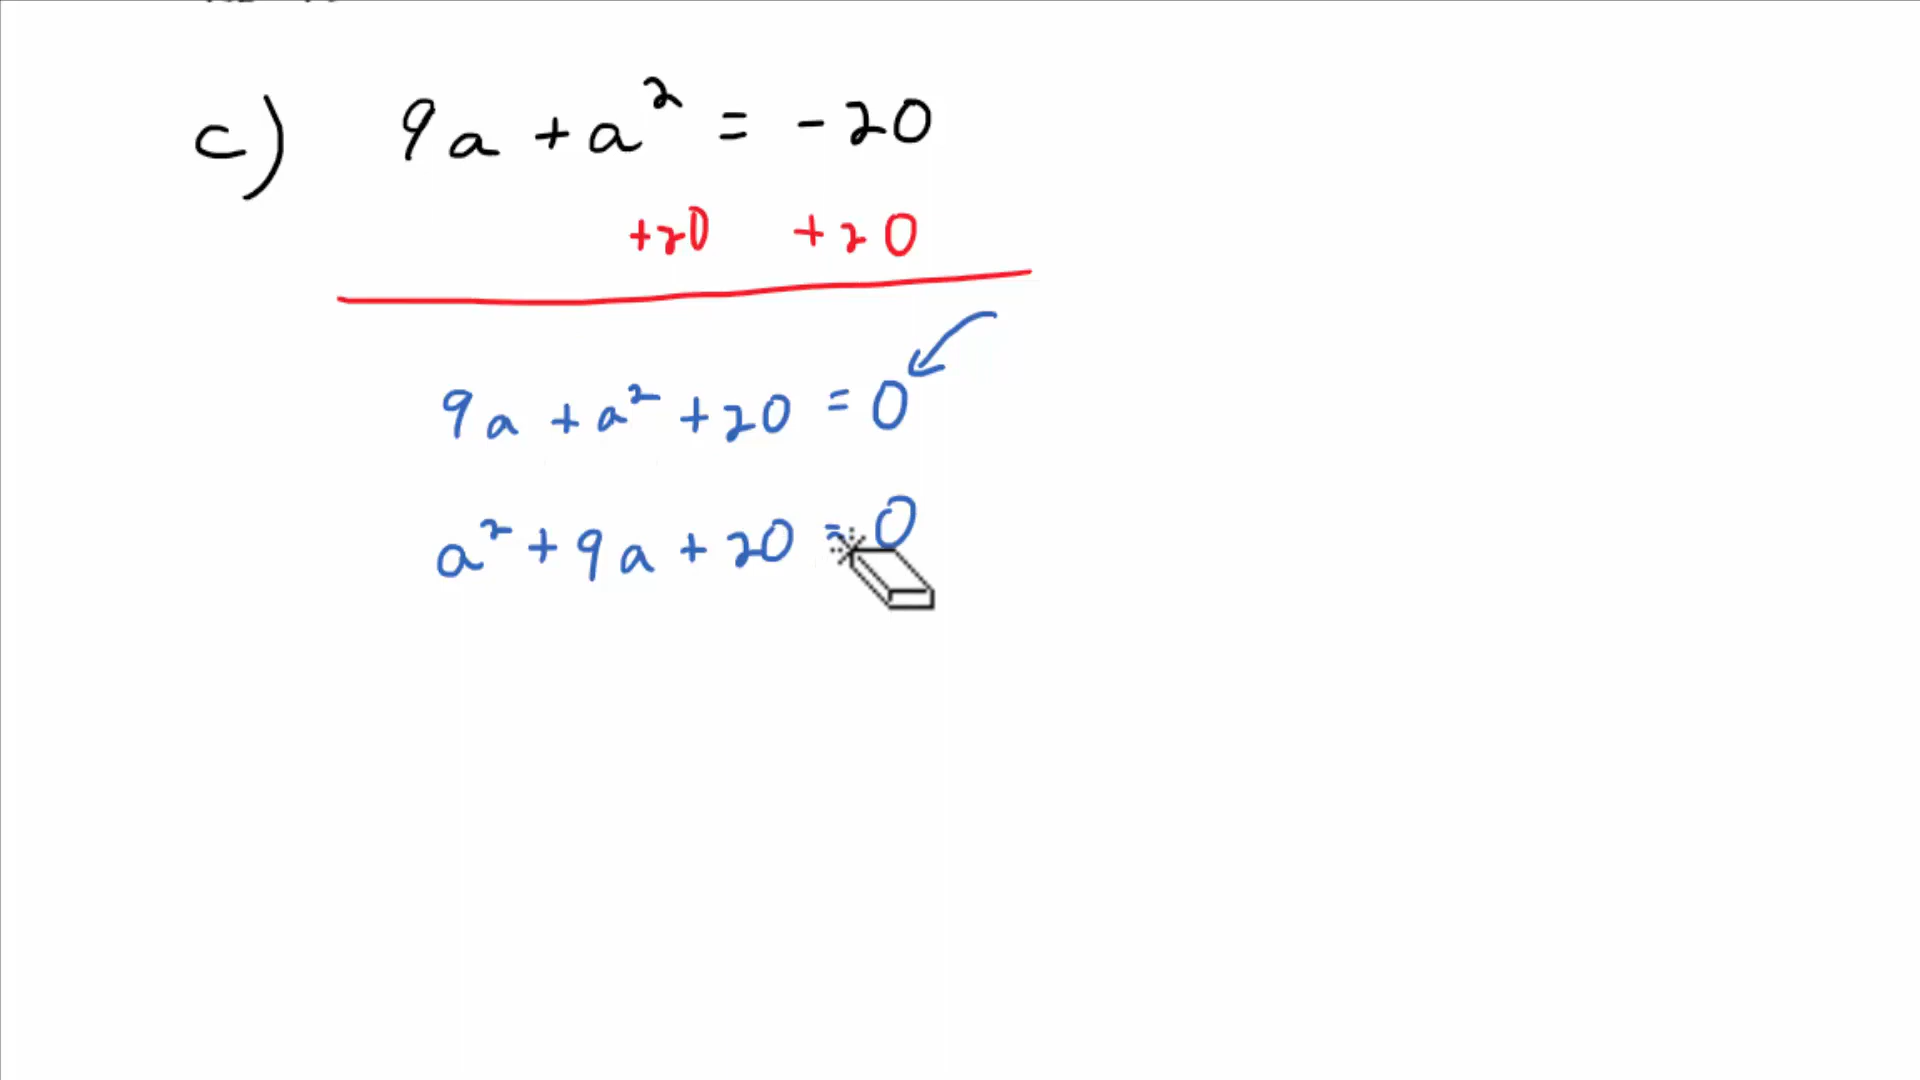 c) 9a + a² = -20
+20 +20
9a + a² + 20 = 0
a² + 9a + 20 = 0